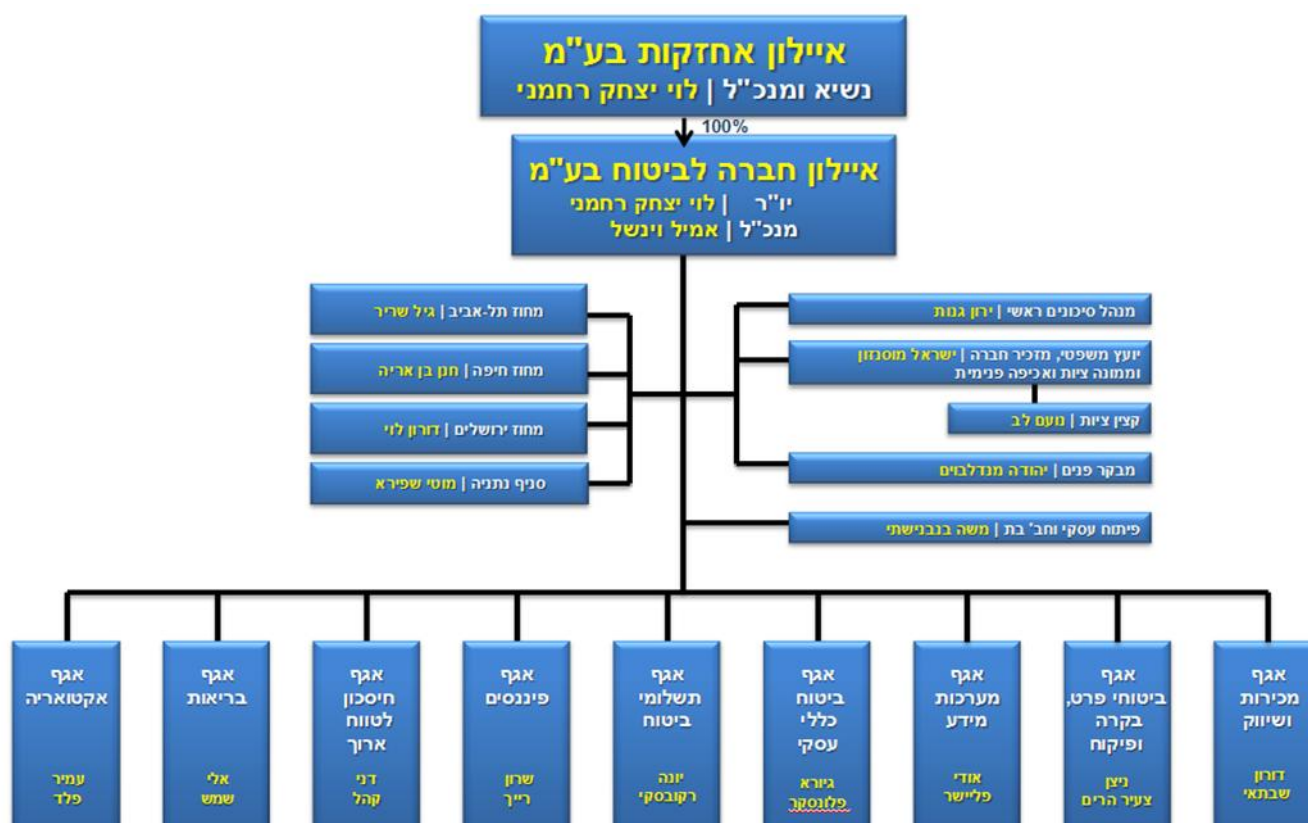 איילון אחזקות בע"מ
נשיא ומנכ"ל | לוי יצחק רחמני
100%
איילון חברה לביטוח בע"מ
יו"ר | לוי יצחק רחמני
מנכ"ל | אמיל וינשל
מנהל סיכונים ראשי | ירון גנות
יועץ משפטי, מזכיר חברה | ישראל מוסנזון
וממונה ציות ואכיפה פנימית
קצין ציות | נועם לב
מבקר פנים | יהודה מנדלבוים
פיתוח עסקי וחב' בת | משה בנבנישתי
מחוז תל-אביב | גיל שריר
מחוז חיפה | חנן בן אריה
מחוז ירושלים | דורון לוי
סניף נתניה | מוטי שפירא
אגף
מכירות
ושיווק
דורון
שבתאי
אגף
ביטוחי פרט,
בקרה
ופיקוח
ניצן
צעיר הרים
אגף
מערכות
מידע
אודי
פליישר
אגף
ביטוח
כללי
עסקי
גיורא
פלונסקר
אגף
תשלומי
ביטוח
יונה
רקובסקי
אגף
פיננסים
שרון
רייך
אגף
חיסכון
לטווח
ארוך
דני
קהל
אגף
בריאות
אלי
שמש
אגף
אקטואריה
עמיר
פלד